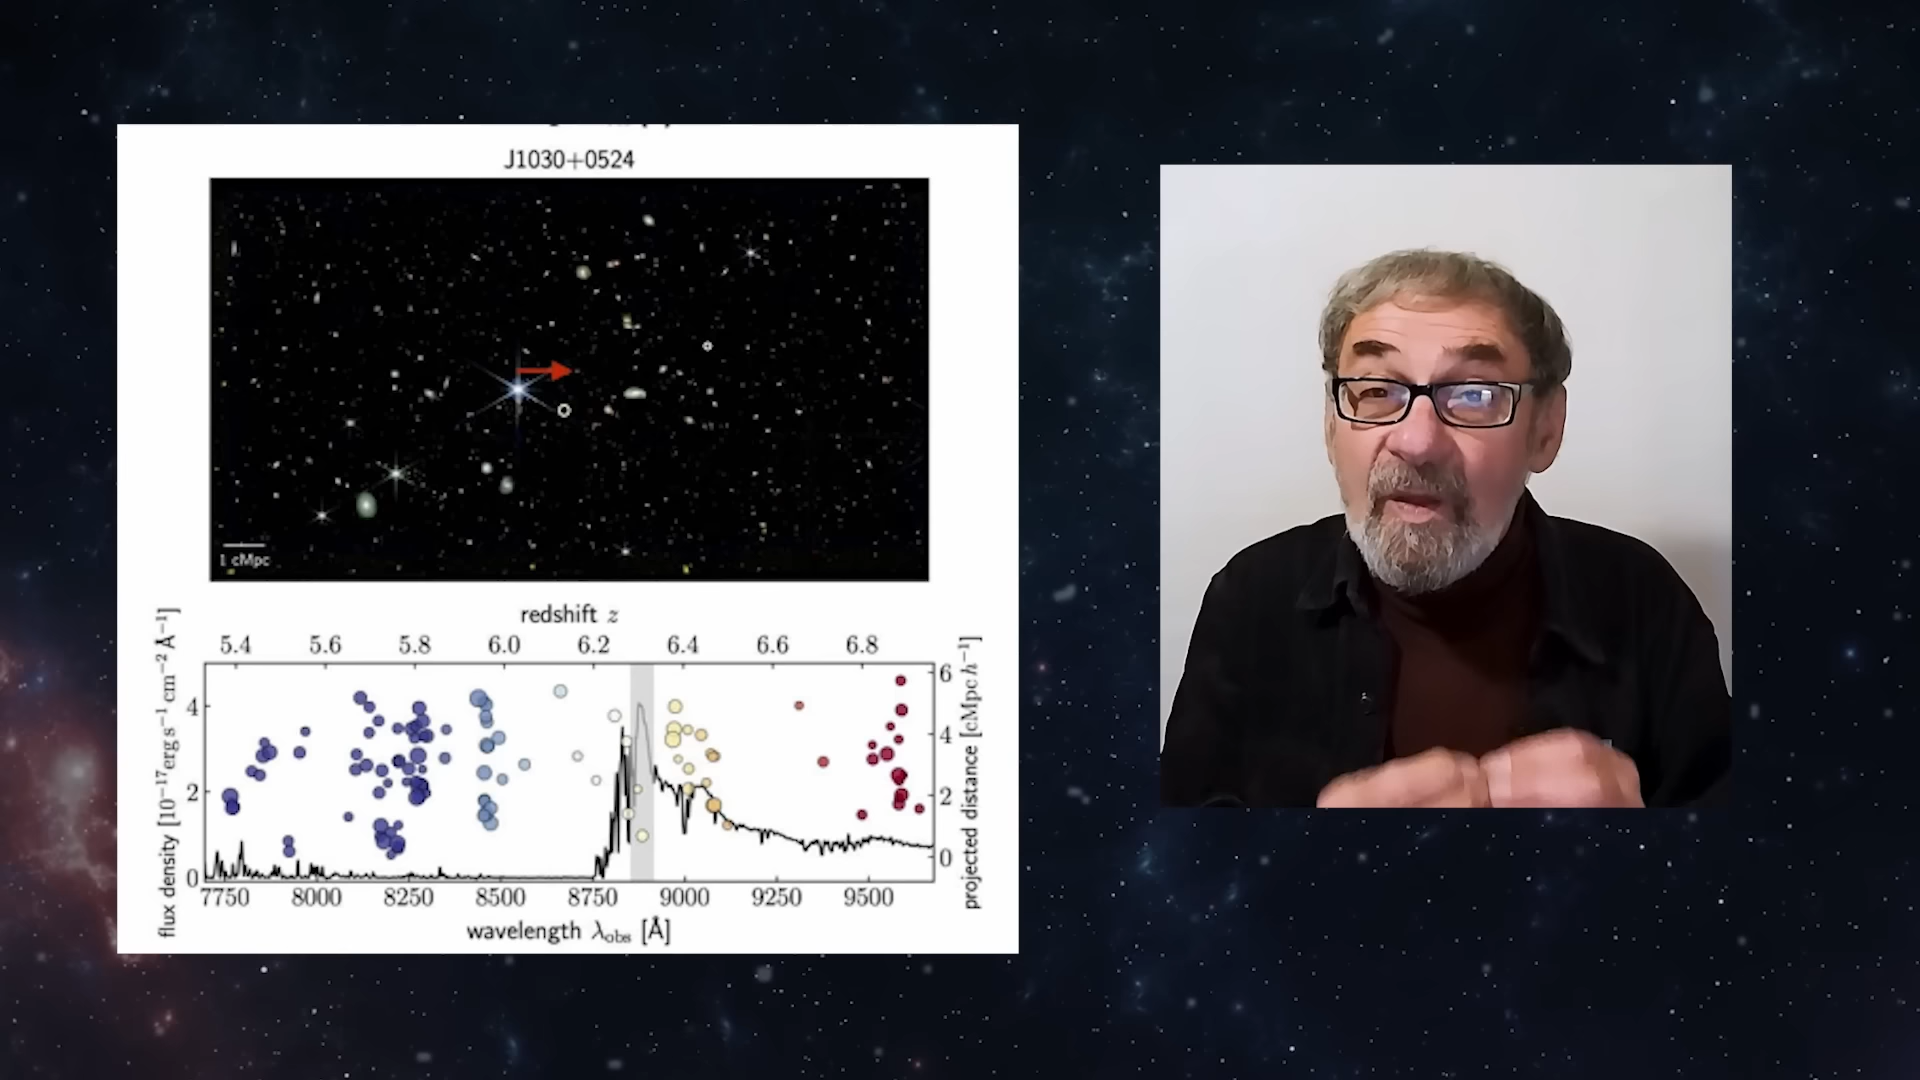 J1030+0524
1 cMpc
redshift z
5.4 5.6 5.8 6.0 6.2 6.4 6.6 6.8
flux density [10⁻¹⁷erg s⁻¹ cm⁻² Å⁻¹]
4
2
0
6
4
2
0
projected distance [cMpc h⁻¹]
7750 8000 8250 8500 8750 9000 9250 9500
wavelength λobs [Å]